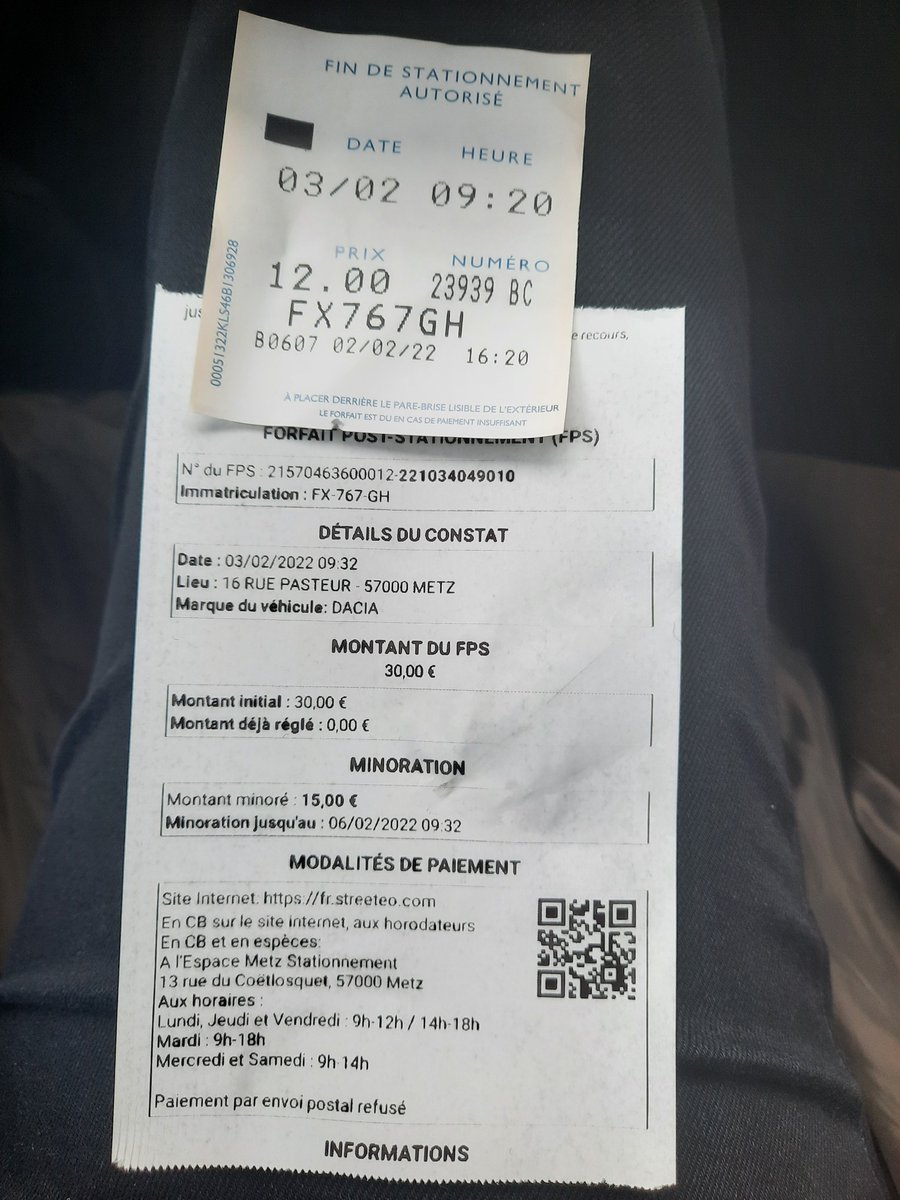 FIN DE STATIONNEMENT
AUTORISÉ
DATE HEURE
03/02 09:20
PRIX NUMÉRO
12.00 23939 BC
FX767GH
B0607 02/02/22 16:20
00051322KLS46B1306928
À PLACER DERRIÈRE LE PARE-BRISE LISIBLE DE L'EXTÉRIEUR
LE FORFAIT EST DU EN CAS DE PAIEMENT INSUFFISANT
e recours,
FORFAIT POST-STATIONNEMENT (FPS)
N° du FPS : 21570463600012-221034049010
Immatriculation : FX-767-GH
DÉTAILS DU CONSTAT
Date : 03/02/2022 09:32
Lieu : 16 RUE PASTEUR - 57000 METZ
Marque du véhicule: DACIA
MONTANT DU FPS
30,00 €
Montant initial : 30,00 €
Montant déjà réglé : 0,00 €
MINORATION
Montant minoré : 15,00 €
Minoration jusqu'au : 06/02/2022 09:32
MODALITÉS DE PAIEMENT
Site Internet: https://fr.streeteo.com
En CB sur le site internet, aux horodateurs
En CB et en espèces:
A l'Espace Metz Stationnement
13 rue du Coëtlosquet, 57000 Metz
Aux horaires :
Lundi, Jeudi et Vendredi : 9h-12h / 14h-18h
Mardi : 9h-18h
Mercredi et Samedi : 9h-14h
Paiement par envoi postal refusé
INFORMATIONS